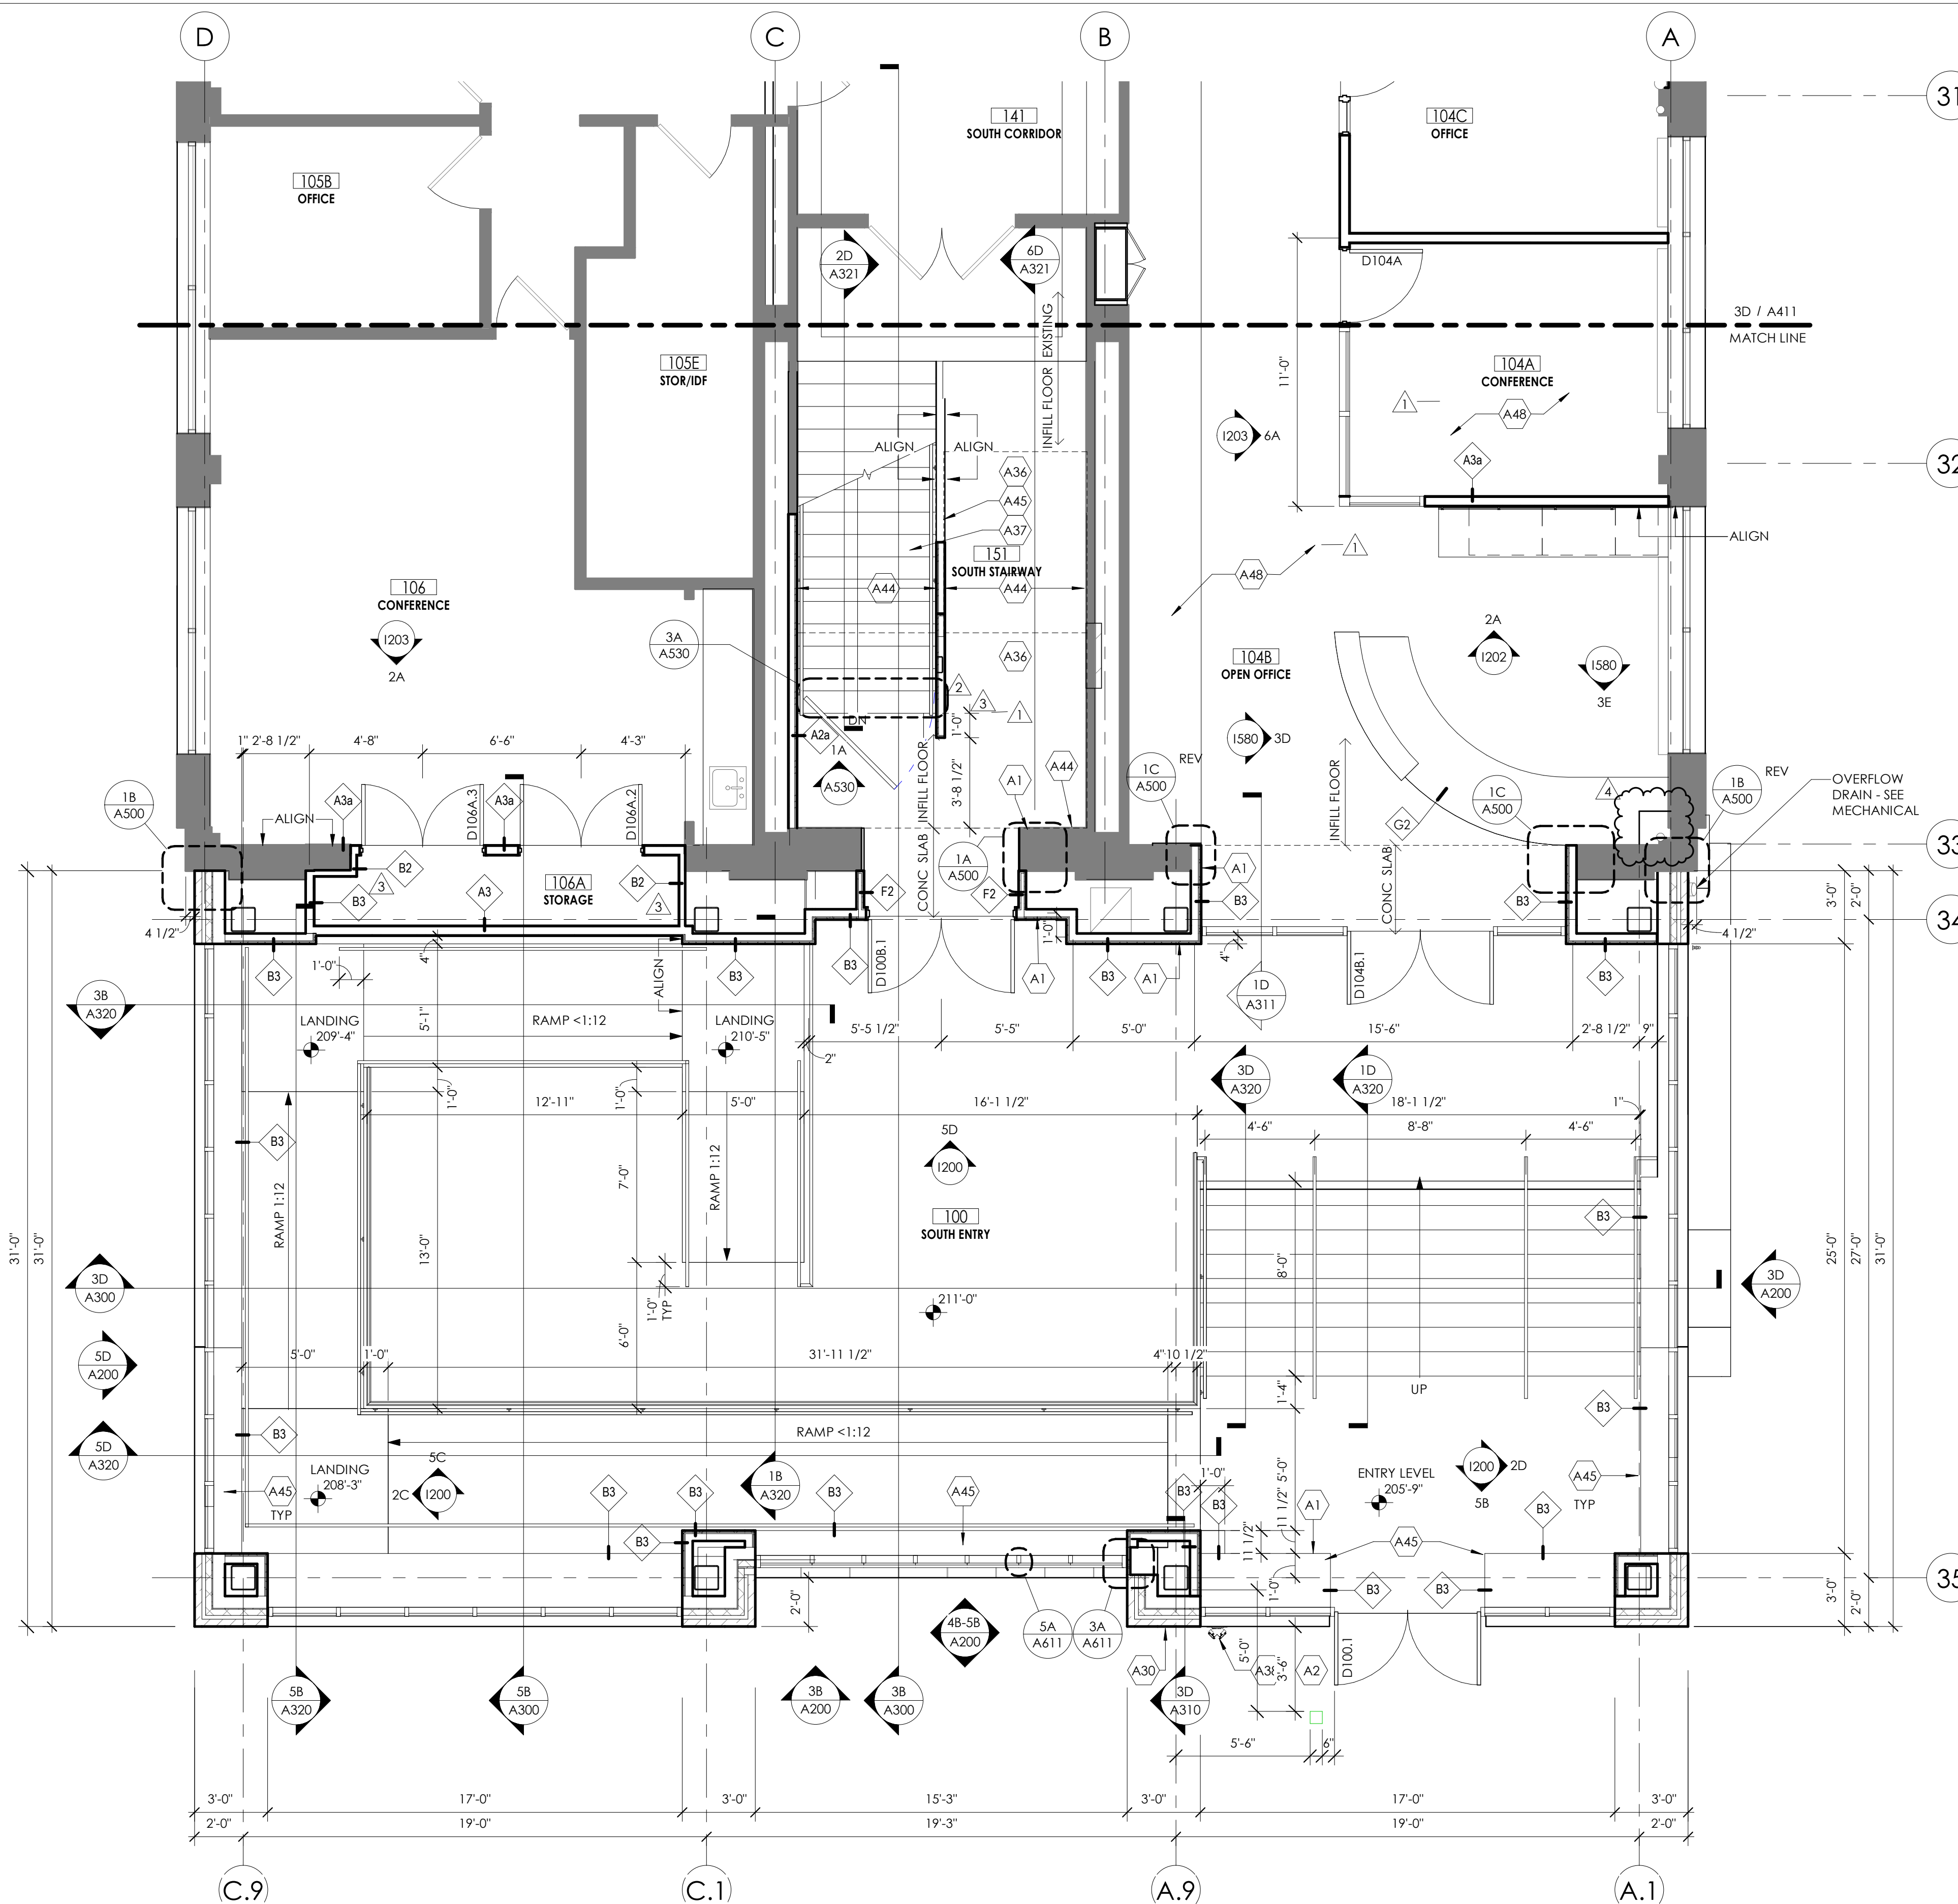 D
C
B
A
31
141
SOUTH CORRIDOR
104C
OFFICE
105B
OFFICE
2D
A321
6D
A321
D104A
INFILL FLOOR
EXISTING
3D / A411
MATCH LINE
105E
STOR/IDF
11'-0"
104A
CONFERENCE
1
A48
I203
6A
ALIGN
ALIGN
A3a
32
A36
A45
A37
ALIGN
1
151
SOUTH STAIRWAY
A48
A44
A44
106
CONFERENCE
I203
2A
3A
A530
A36
104B
OPEN OFFICE
2A
I202
I580
3E
2
3
1
DN
1'-0"
A2a
1A
A530
I580
3D
1" 2'-8 1/2"
4'-8"
6'-6"
4'-3"
INFILL FLOOR
3'-8 1/2"
A1
A44
1C
A500
REV
INFILL FLOOR
1C
A500
4
1B
A500
REV
OVERFLOW
DRAIN - SEE
MECHANICAL
1B
A500
ALIGN
A3a
D106A.3
A3a
D106A.2
G2
33
CONC SLAB
1A
A500
A1
CONC SLAB
B2
3
B3
A3
106A
STORAGE
B2
3
F2
F2
B3
B3
3'-0"
2'-0"
34
4 1/2"
4 1/2"
B3
1'-0"
4"
ALIGN
B3
B3
D100B.1
1'-0"
A1
B3
A1
4"
1D
A311
D104B.1
B3
3B
A320
LANDING
209'-4"
5'-1"
RAMP <1:12
LANDING
210'-5"
5'-5 1/2"
5'-5"
5'-0"
15'-6"
2'-8 1/2"
9"
2"
3D
A320
1D
A320
1'-0"
1'-0"
12'-11"
5'-0"
16'-1 1/2"
18'-1 1/2"
1"
B3
4'-6"
8'-8"
4'-6"
5D
I200
7'-0"
RAMP 1:12
RAMP 1:12
100
SOUTH ENTRY
B3
31'-0"
31'-0"
13'-0"
8'-0"
25'-0"
27'-0"
31'-0"
3D
A300
3D
A200
1'-0"
TYP
211'-0"
6'-0"
5D
A200
5'-0"
1'-0"
31'-11 1/2"
4"
10 1/2"
1'-4"
UP
B3
B3
RAMP <1:12
5D
A320
LANDING
208'-3"
A45
TYP
5C
2C
I200
B3
B3
1B
A320
B3
A45
B3
1'-0"
B3
5'-0"
11 1/2"
11 1/2"
A1
ENTRY LEVEL
205'-9"
I200
2D
5B
B3
A45
TYP
B3
A45
B3
B3
1'-0"
35
2'-0"
3'-0"
2'-0"
4B-5B
A200
5A
A611
3A
A611
A30
5'-0"
3'-6"
A2
D100.1
5B
A320
5B
A300
3B
A200
3B
A300
3D
A310
5'-6"
6"
3'-0"
17'-0"
3'-0"
15'-3"
3'-0"
17'-0"
3'-0"
2'-0"
19'-0"
19'-3"
19'-0"
2'-0"
C.9
C.1
A.9
A.1